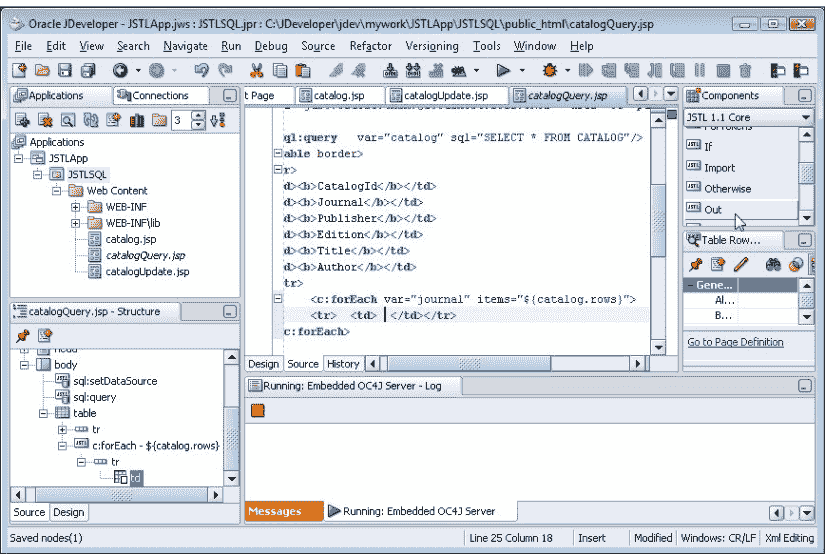 Oracle JDeveloper - JSTLApp.jws : JSTLSQL.jpr : C:\JDeveloper\jdev\mywork\JSTLApp\JSTLSQL\public_html\catalogQuery.jsp
File Edit View Search Navigate Run Debug Source Refactor Versioning Tools Window Help
Applications Connections
3
Applications
JSTLApp
JSTLSQL
Web Content
WEB-INF
WEB-INF\lib
catalog.jsp
catalogQuery.jsp
catalogUpdate.jsp
catalogQuery.jsp - Structure
body
sql:setDataSource
sql:query
table
tr
c:forEach - ${catalog.rows}
tr
td
Source Design
t Page catalog.jsp catalogUpdate.jsp catalogQuery.jsp
ql:query var="catalog" sql="SELECT * FROM CATALOG"/>
able border>
r>
d><b>CatalogId</b></td>
d><b>Journal</b></td>
d><b>Publisher</b></td>
d><b>Edition</b></td>
d><b>Title</b></td>
d><b>Author</b></td>
tr>
<c:forEach var="journal" items="${catalog.rows}">
<tr> <td> </td></tr>
c:forEach>
Design Source History
Running: Embedded OC4J Server - Log
Messages Running: Embedded OC4J Server
Components
JSTL 1.1 Core
If
Import
Otherwise
Out
Table Row...
Gene...
Al...
B...
Go to Page Definition
Saved nodes(1) Line 25 Column 18 Insert Modified Windows: CR/LF Xml Editing